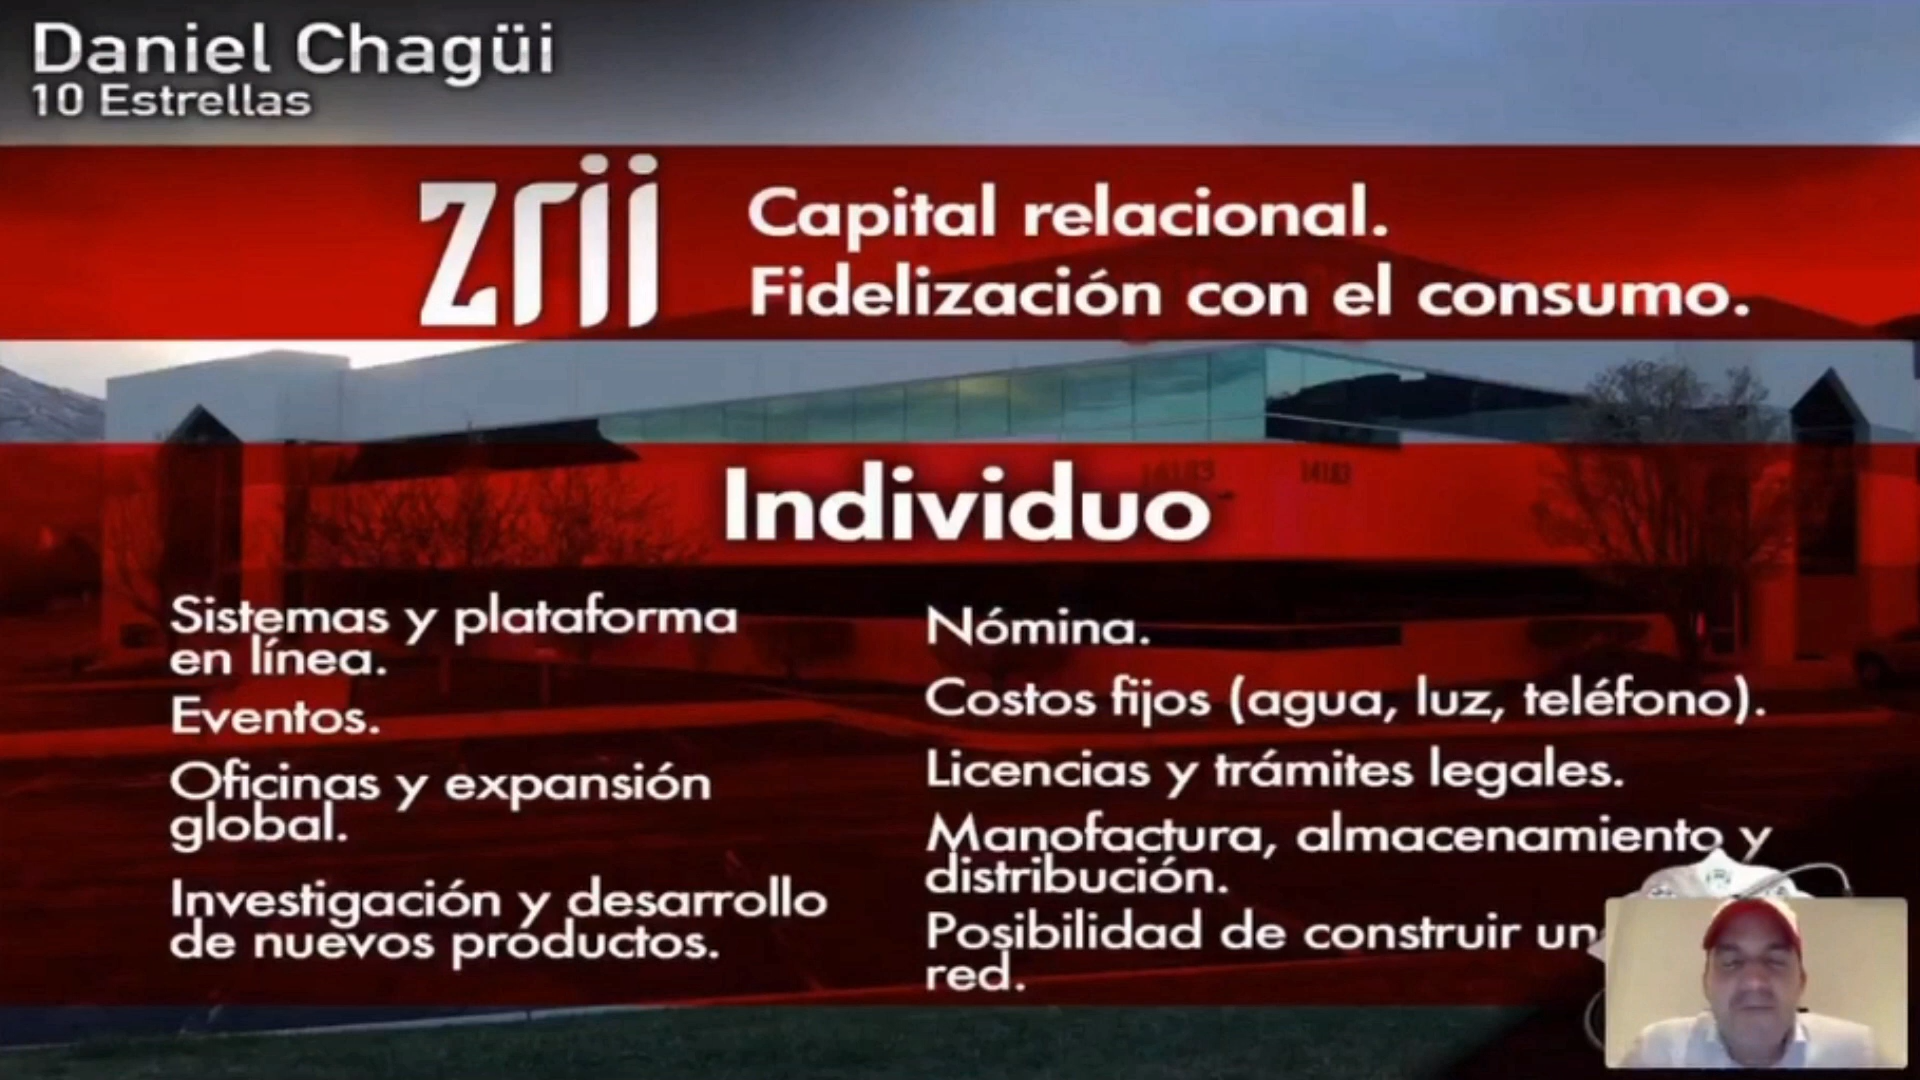 Daniel Chagüi
10 Estrellas
zrii
Capital relacional.
Fidelización con el consumo.
14183
14183
Individuo
Sistemas y plataforma
en línea.
Eventos.
Oficinas y expansión
global.
Investigación y desarrollo
de nuevos productos.
Nómina.
Costos fijos (agua, luz, teléfono).
Licencias y trámites legales.
Manofactura, almacenamiento y
distribución.
Posibilidad de construir
red.